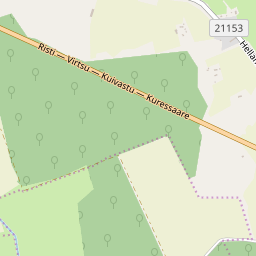 21153
Risti — Virtsu — Kuivastu — Kuressaare